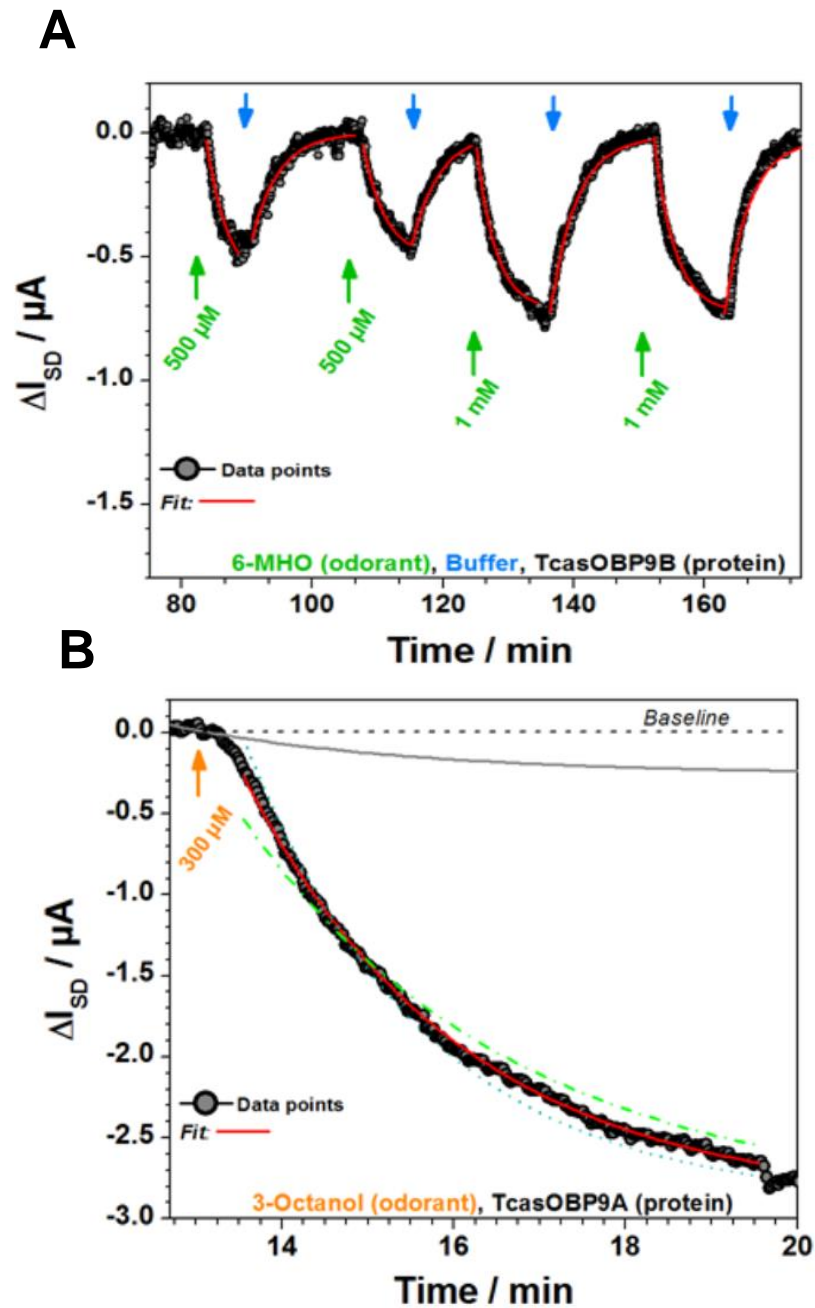 A
0.0
-0.5
-1.0
-1.5
ΔI_SD / µA
500 µM
500 µM
1 mM
1 mM
Data points
Fit:
6-MHO (odorant), Buffer, TcasOBP9B (protein)
80 100 120 140 160
Time / min
B
0.0
-0.5
-1.0
-1.5
-2.0
-2.5
-3.0
ΔI_SD / µA
Baseline
300 µM
Data points
Fit:
3-Octanol (odorant), TcasOBP9A (protein)
14 16 18 20
Time / min